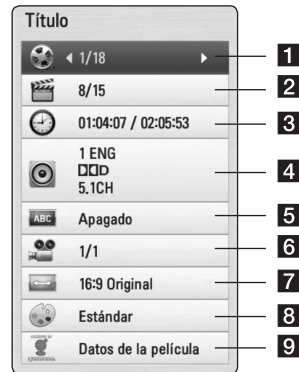 Título
1/18
1
8/15
2
01:04:07 / 02:05:53
3
1 ENG
5.1CH
4
ABC
Apagado
5
1/1
6
16:9 Original
7
Estándar
8
Datos de la película
9